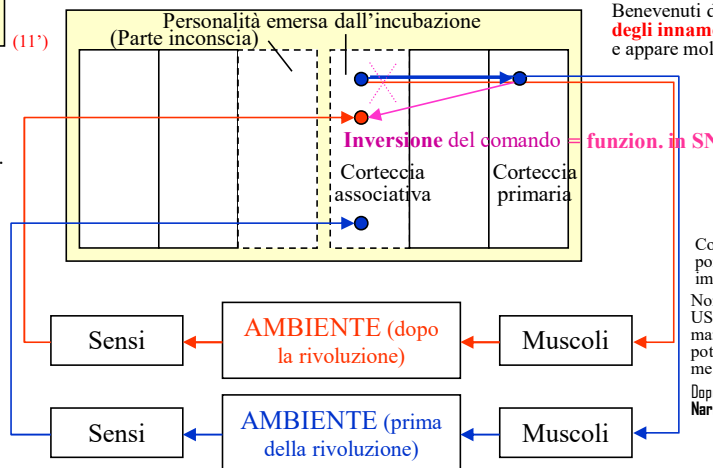 Personalità emersa dall'incubazione
(Parte inconscia)
(11')
Benevenuti d
degli inname
e appare mol
Inversione del comando = funzion. in SN
Corteccia
associativa
Corteccia
primaria
Co
po
im
No
US
ma
pot
me
Dop
Nar
Sensi
AMBIENTE (dopo
la rivoluzione)
Muscoli
Sensi
AMBIENTE (prima
della rivoluzione)
Muscoli